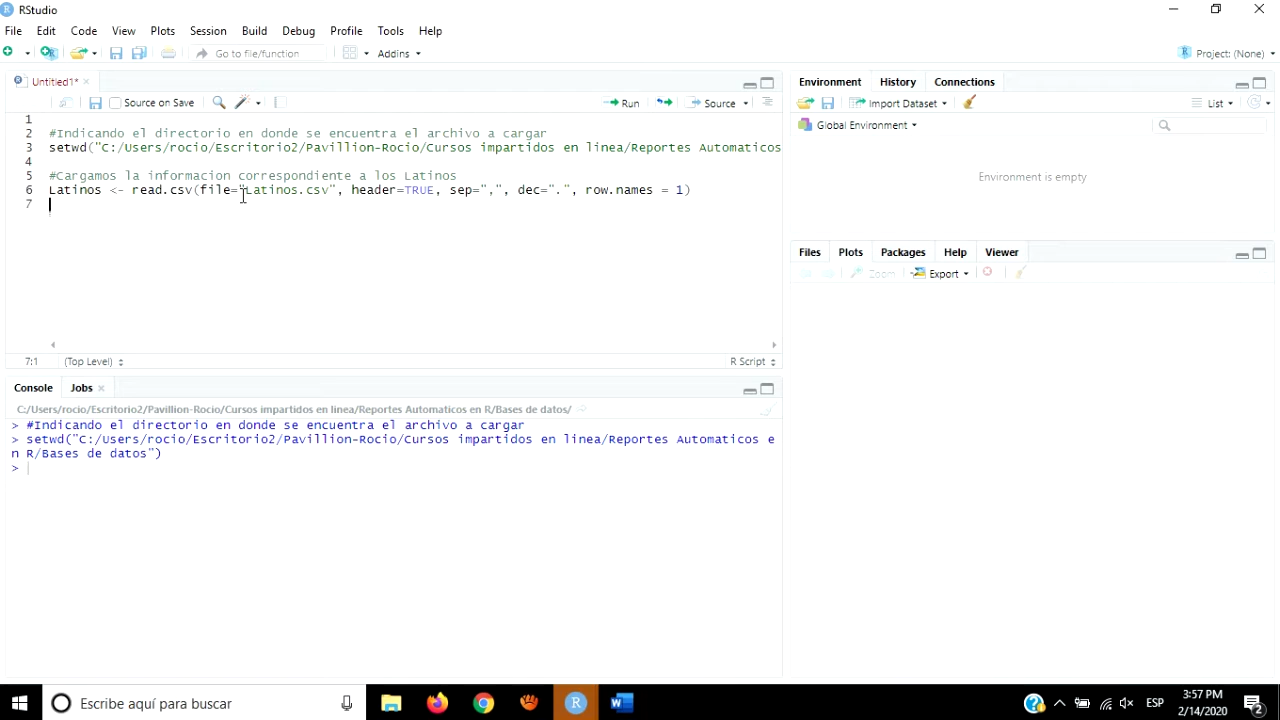 RStudio
File Edit Code View Plots Session Build Debug Profile Tools Help
Go to file/function Addins Project: (None)
Untitled1*
Source on Save Run Source
1
2 #Indicando el directorio en donde se encuentra el archivo a cargar
3 setwd("C:/Users/rocio/Escritorio2/Pavillion-Rocio/Cursos impartidos en linea/Reportes Automaticos
4
5 #Cargamos la informacion correspondiente a los Latinos
6 Latinos <- read.csv(file="Latinos.csv", header=TRUE, sep=",", dec=".", row.names = 1)
7
7:1 (Top Level) R Script
Console Jobs
C:/Users/rocio/Escritorio2/Pavillion-Rocio/Cursos impartidos en linea/Reportes Automaticos en R/Bases de datos/
> #Indicando el directorio en donde se encuentra el archivo a cargar
> setwd("C:/Users/rocio/Escritorio2/Pavillion-Rocio/Cursos impartidos en linea/Reportes Automaticos e
n R/Bases de datos")
>
Environment History Connections
Import Dataset List
Global Environment
Environment is empty
Files Plots Packages Help Viewer
Zoom Export
Escribe aquí para buscar
ESP
3:57 PM
2/14/2020
2